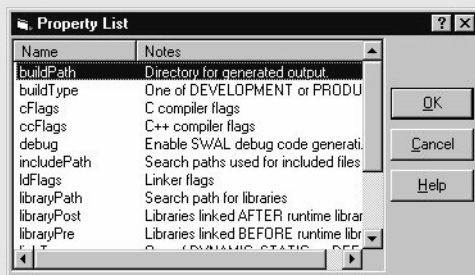 Property List
Name Notes
buildPath Directory for generated output.
buildType One of DEVELOPMENT or PRODU
cFlags C compiler flags
ccFlags C++ compiler flags
debug Enable SWAL debug code generati.
includePath Search paths used for included files
ldFlags Linker flags
libraryPath Search path for libraries
libraryPost Libraries linked AFTER runtime librar
libraryPre Libraries linked BEFORE runtime libr
OK
Cancel
Help